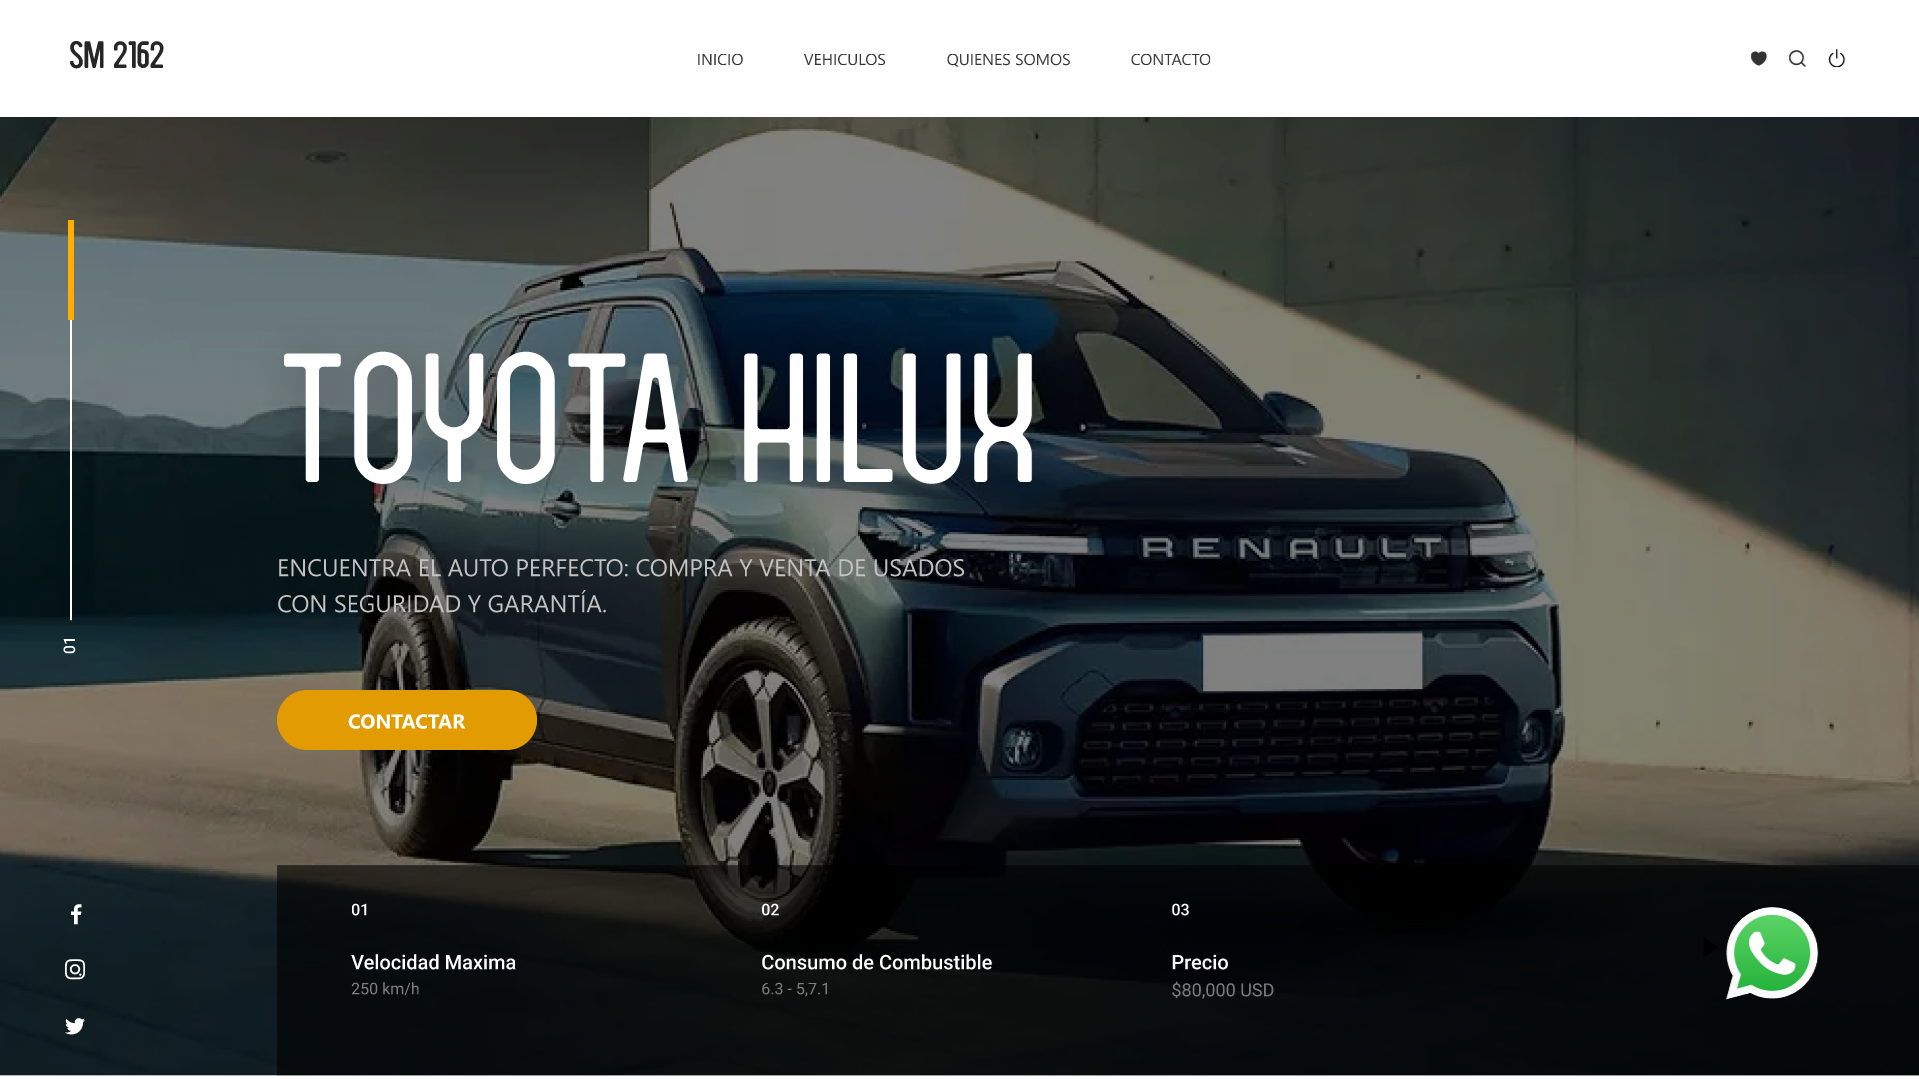 SM 2162
INICIO
VEHICULOS
QUIENES SOMOS
CONTACTO
TOYOTA HILUX
RENAULT
ENCUENTRA EL AUTO PERFECTO: COMPRA Y VENTA DE USADOS
CON SEGURIDAD Y GARANTÍA.
01
CONTACTAR
01
Velocidad Maxima
250 km/h
02
Consumo de Combustible
6.3 - 5,7.1
03
Precio
$80,000 USD